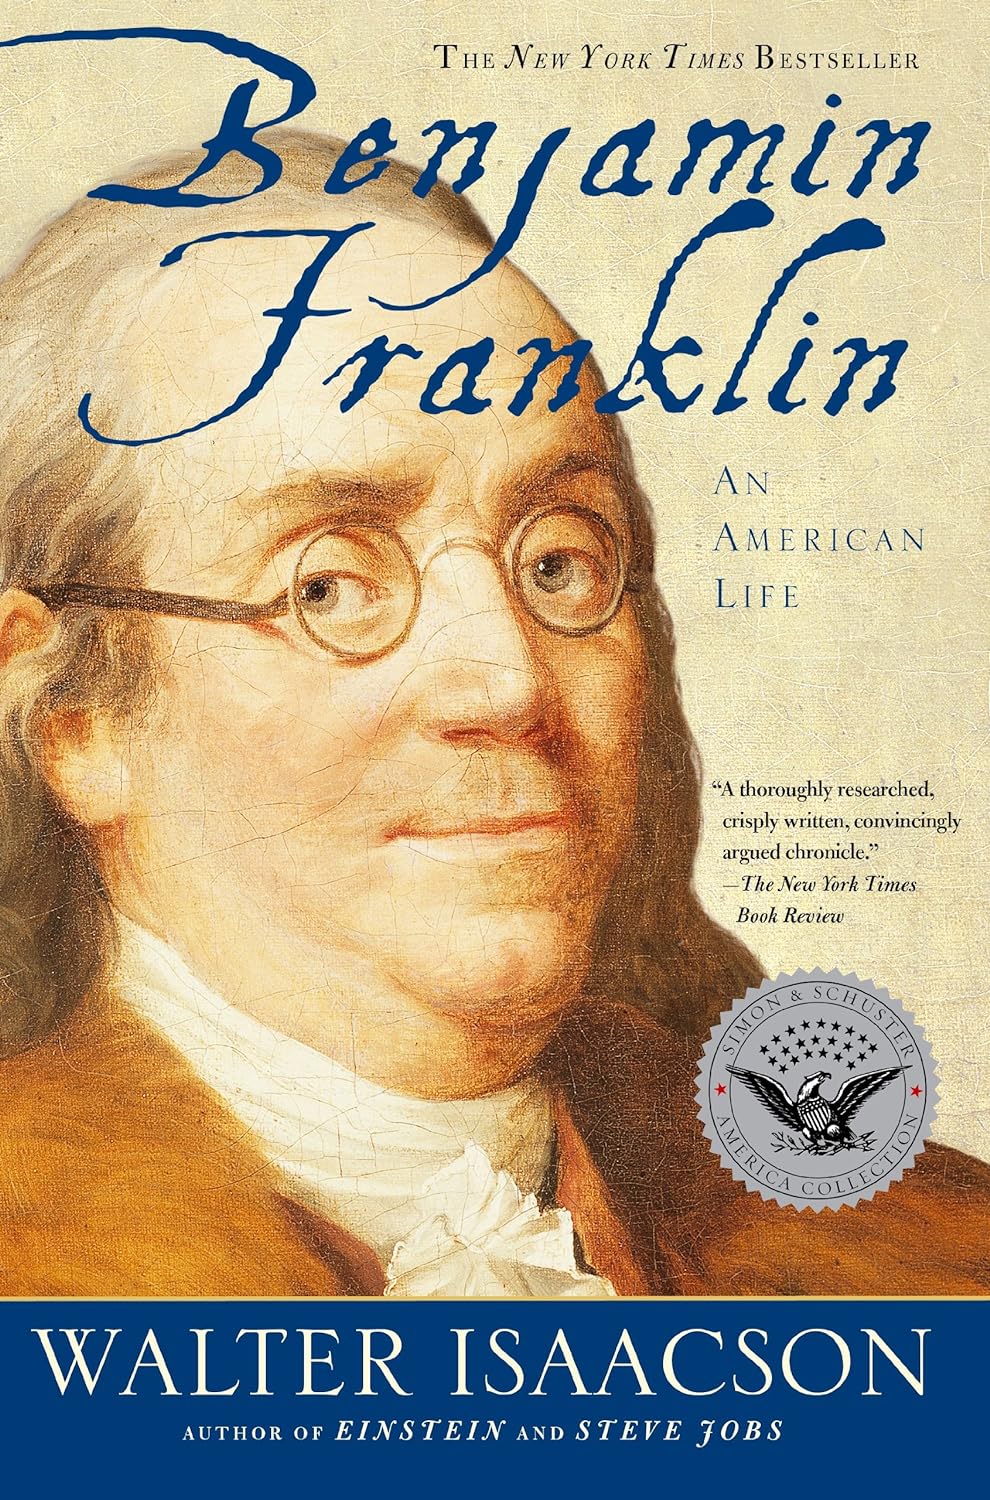 THE NEW YORK TIMES BESTSELLER
Benjamin
Franklin
AN
AMERICAN
LIFE
“A thoroughly researched,
crisply written, convincingly
argued chronicle.”
—The New York Times
Book Review
SIMON & SCHUSTER
AMERICA COLLECTION
WALTER ISAACSON
AUTHOR OF EINSTEIN AND STEVE JOBS